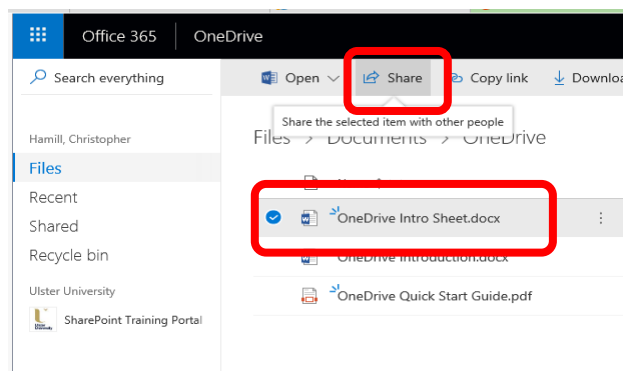 Office 365 OneDrive
Search everything Open Share Copy link
Share the selected item with other people
Hamill, Christopher
Files > Documents > OneDrive
Files
Recent
OneDrive Intro Sheet.docx
Shared
Recycle bin
OneDrive Introduction.docx
Ulster University
OneDrive Quick Start Guide.pdf
SharePoint Training Portal